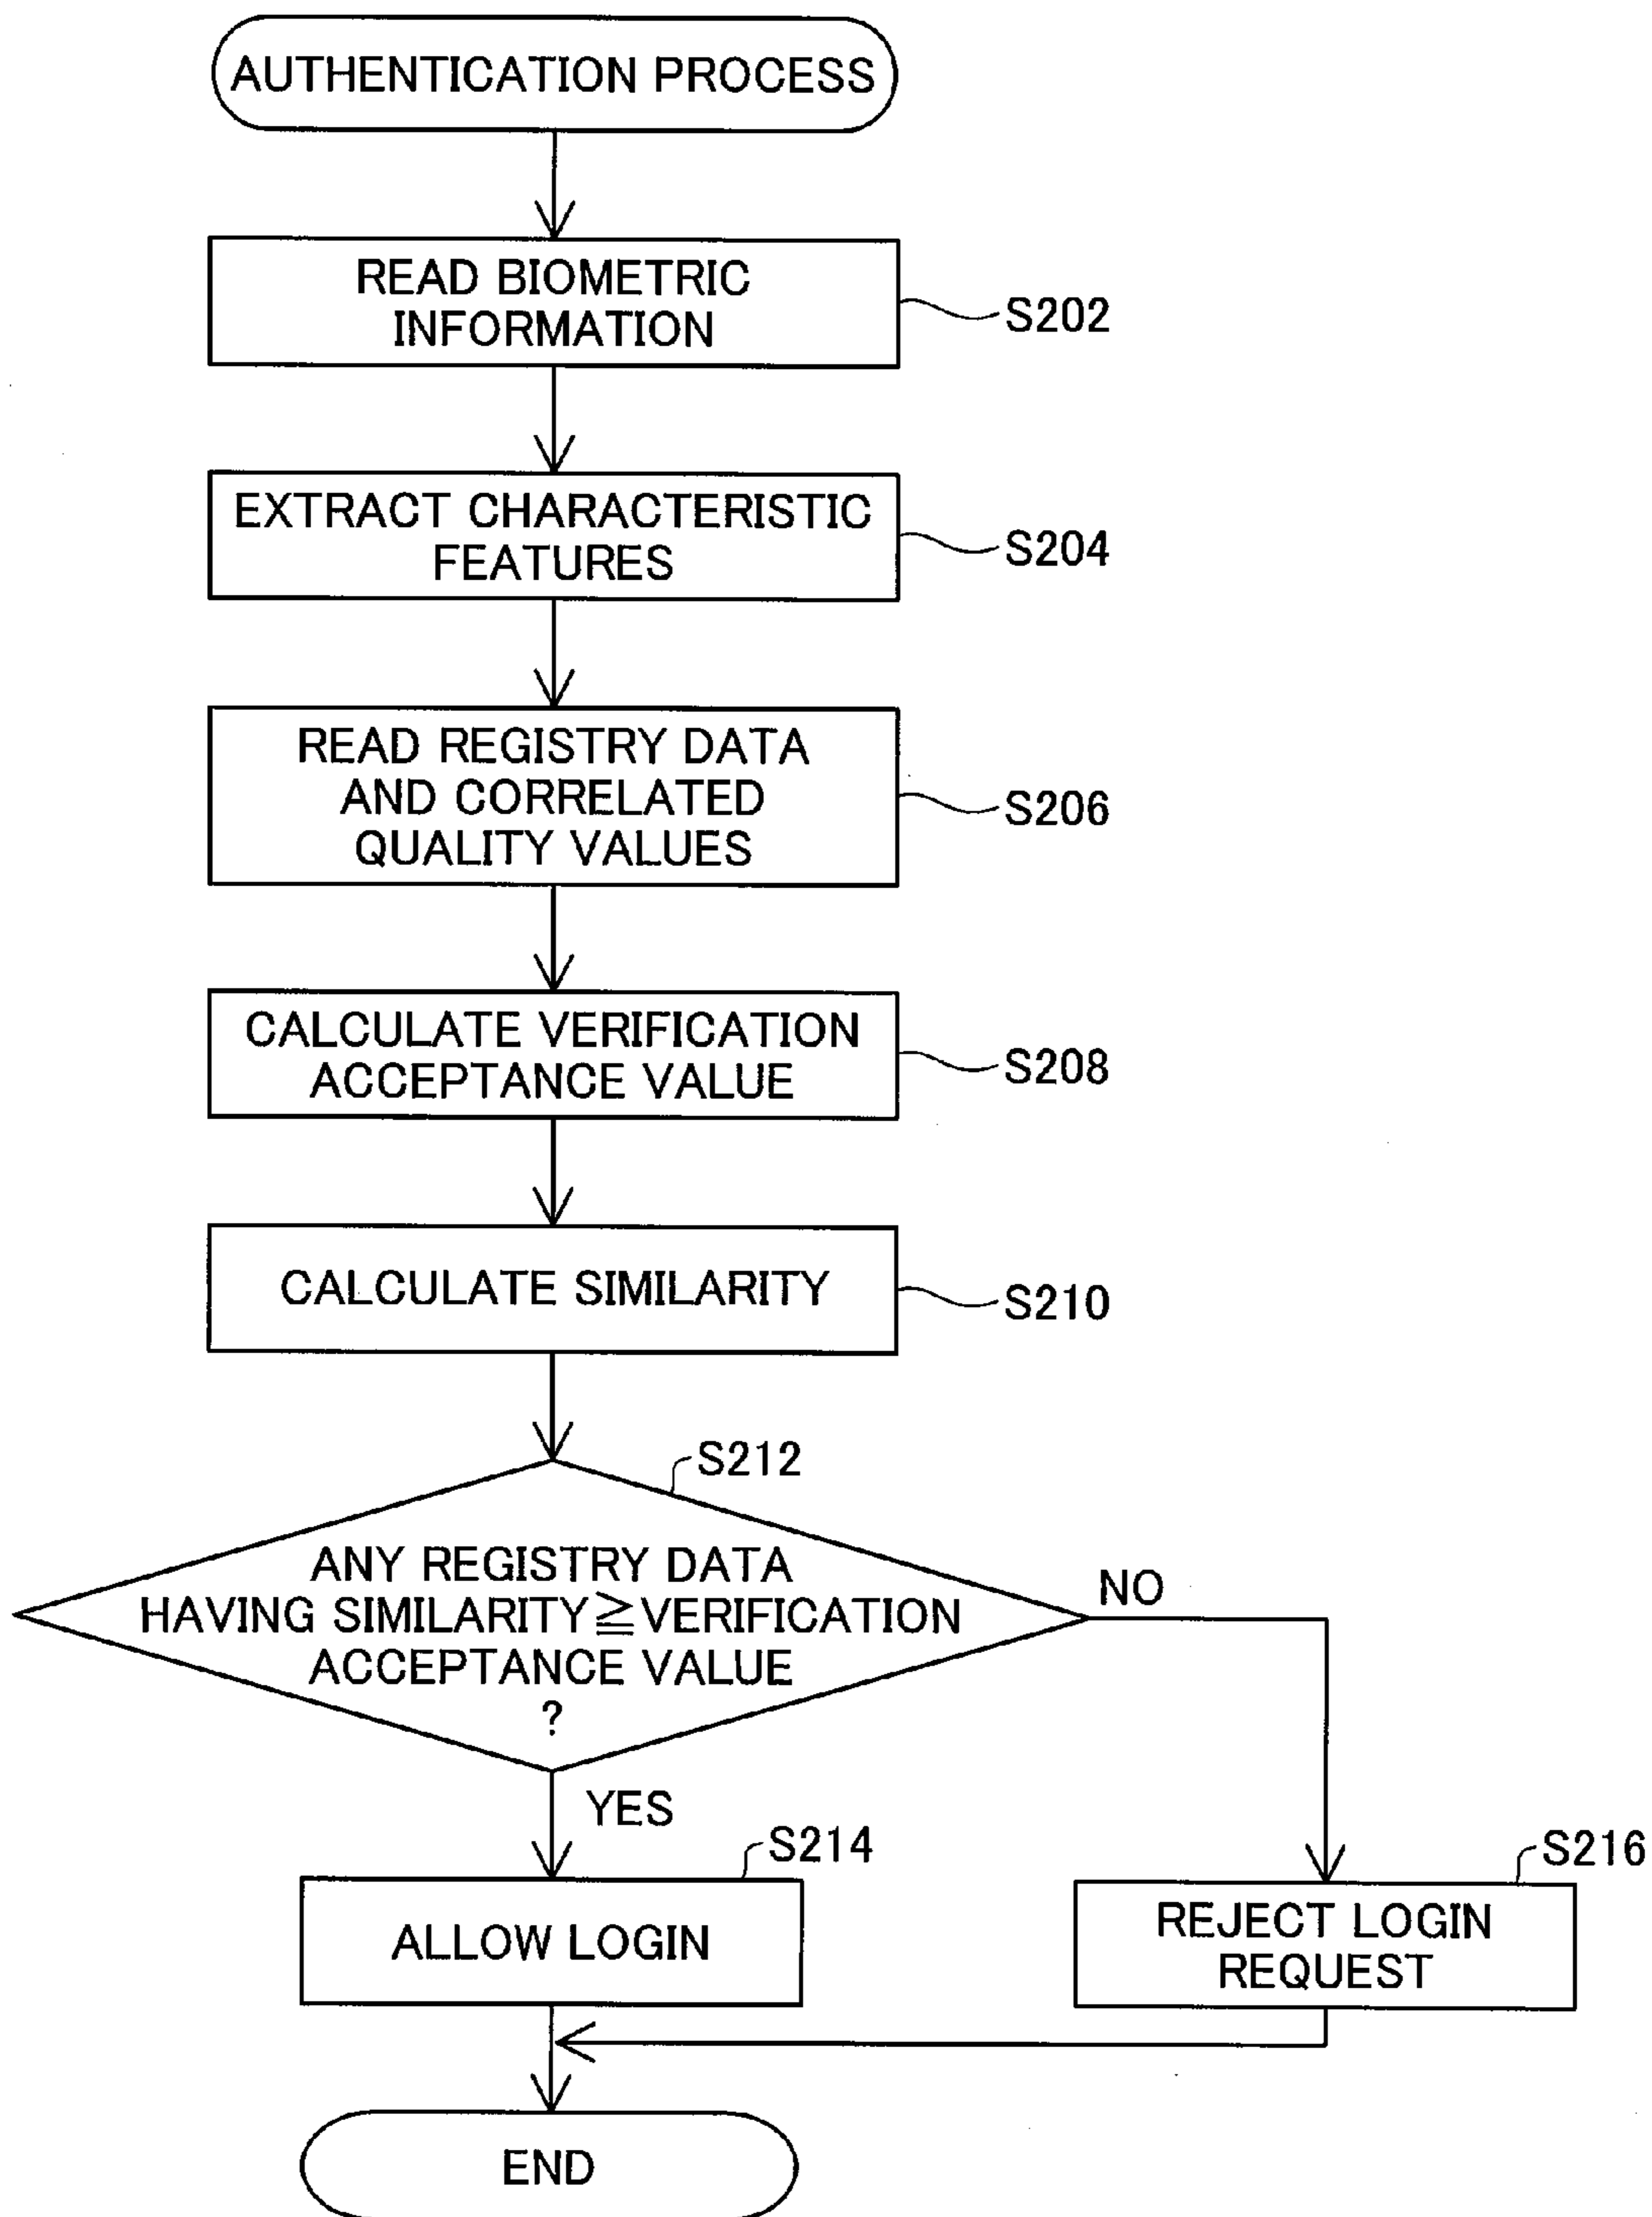 AUTHENTICATION PROCESS
READ BIOMETRIC
INFORMATION
S202
EXTRACT CHARACTERISTIC
FEATURES
S204
READ REGISTRY DATA
AND CORRELATED
QUALITY VALUES
S206
CALCULATE VERIFICATION
ACCEPTANCE VALUE
S208
CALCULATE SIMILARITY
S210
S212
ANY REGISTRY DATA
HAVING SIMILARITY≧VERIFICATION
ACCEPTANCE VALUE
?
NO
YES
S214
ALLOW LOGIN
S216
REJECT LOGIN
REQUEST
END